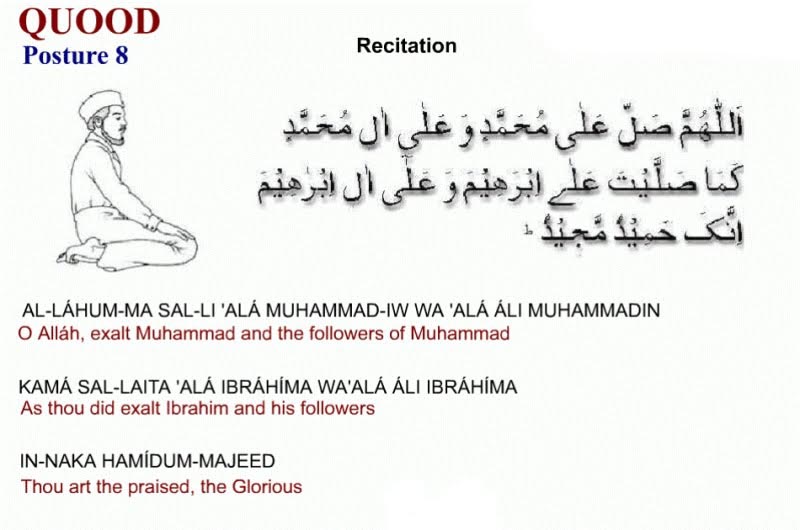 QUOOD
Posture 8
Recitation
اَللّٰهُمَّ صَلِّ عَلٰى مُحَمَّدٍ وَ عَلٰى اٰلِ مُحَمَّدٍ
كَمَا صَلَّيْتَ عَلٰى اِبْرٰهِيْمَ وَ عَلٰٓى اٰلِ اِبْرٰهِيْمَ
اِنَّكَ حَمِيْدٌ مَّجِيْدٌ ؕ
AL-LÁHUM-MA SAL-LI 'ALÁ MUHAMMAD-IW WA 'ALÁ ÁLI MUHAMMADIN
O Alláh, exalt Muhammad and the followers of Muhammad
KAMÁ SAL-LAITA 'ALÁ IBRÁHÍMA WA'ALÁ ÁLI IBRÁHÍMA
As thou did exalt Ibrahim and his followers
IN-NAKA HAMÍDUM-MAJEED
Thou art the praised, the Glorious